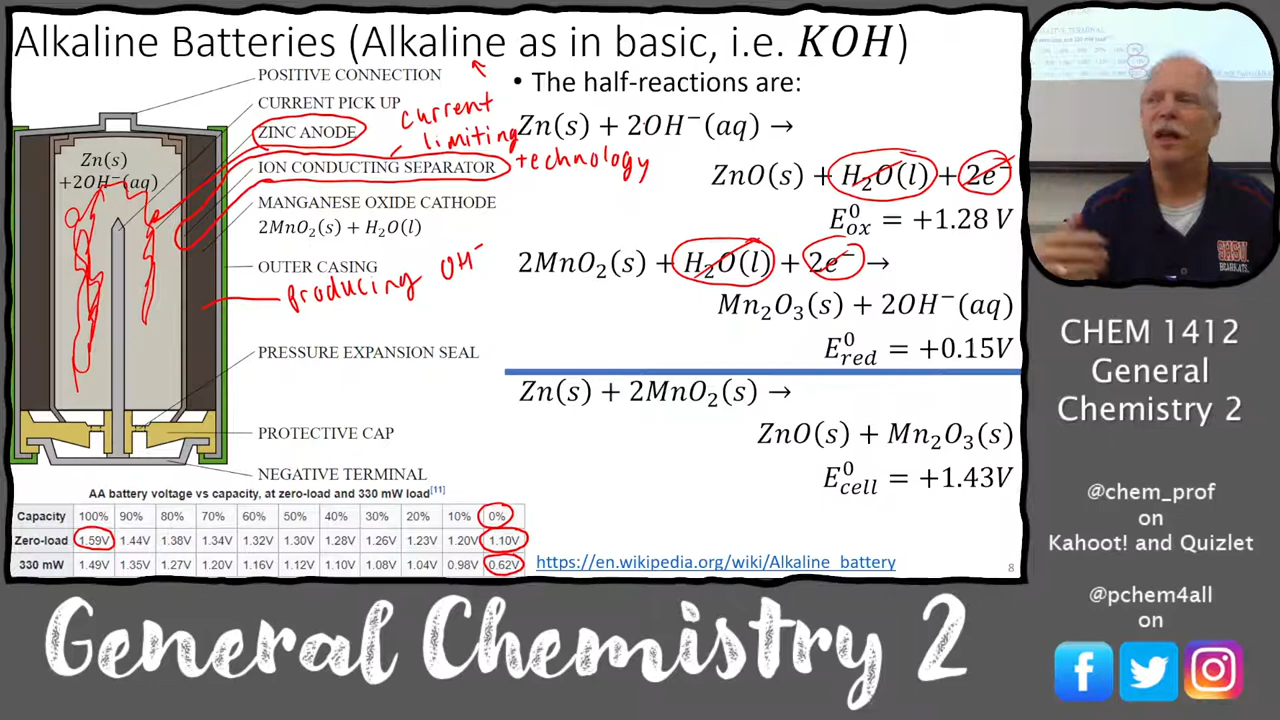 Alkaline Batteries (Alkaline as in basic, i.e. KOH)
POSITIVE CONNECTION
CURRENT PICK UP
ZINC ANODE
ION CONDUCTING SEPARATOR
MANGANESE OXIDE CATHODE
2MnO₂(s) + H₂O(l)
OUTER CASING
PRESSURE EXPANSION SEAL
PROTECTIVE CAP
NEGATIVE TERMINAL
Zn(s)
+2OH⁻(aq)
current
limiting
technology
producing OH⁻
• The half-reactions are:
Zn(s) + 2OH⁻(aq) →
ZnO(s) + H₂O(l) + 2e⁻
E⁰ₒₓ = +1.28 V
2MnO₂(s) + H₂O(l) + 2e⁻ →
Mn₂O₃(s) + 2OH⁻(aq)
E⁰red = +0.15V
Zn(s) + 2MnO₂(s) →
ZnO(s) + Mn₂O₃(s)
E⁰cell = +1.43V
AA battery voltage vs capacity, at zero-load and 330 mW load[11]
Capacity 100% 90% 80% 70% 60% 50% 40% 30% 20% 10% 0%
Zero-load 1.59V 1.44V 1.38V 1.34V 1.32V 1.30V 1.28V 1.26V 1.23V 1.20V 1.10V
330 mW 1.49V 1.35V 1.27V 1.20V 1.16V 1.12V 1.10V 1.08V 1.04V 0.98V 0.62V
https://en.wikipedia.org/wiki/Alkaline_battery
8
SHSU
BEARKATS
CHEM 1412
General
Chemistry 2
@chem_prof
on
Kahoot! and Quizlet
@pchem4all
on
General Chemistry 2